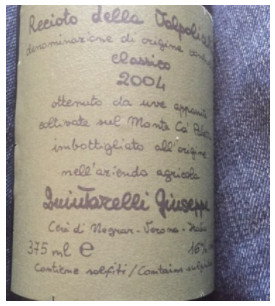 Recioto della Valpolicella
denominazione di origine
classico
2004
ottenuto da uve appassite
coltivate sul Monte Cà Paletta
imbottigliato all'origine
nell'azienda agricola
Quintarelli Giuseppe
Cerè di Negrar - Verona - Italia
375 ml e 16%
Contiene solfiti / Contains